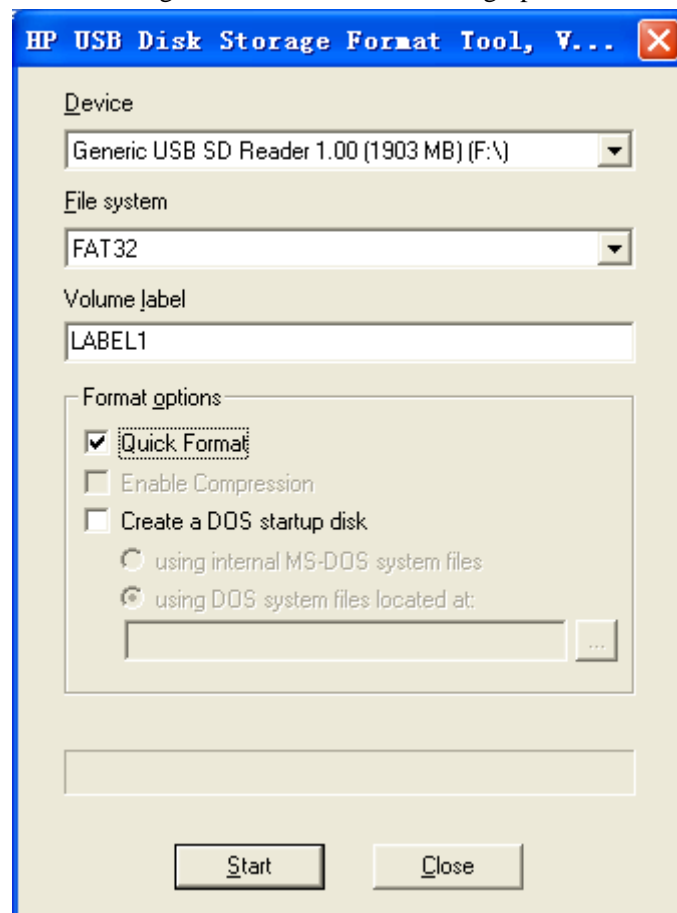 HP USB Disk Storage Format Tool, V...
Device
Generic USB SD Reader 1.00 (1903 MB) (F:\)
File system
FAT32
Volume label
LABEL1
Format options
Quick Format
Enable Compression
Create a DOS startup disk
using internal MS-DOS system files
using DOS system files located at:
...
Start Close